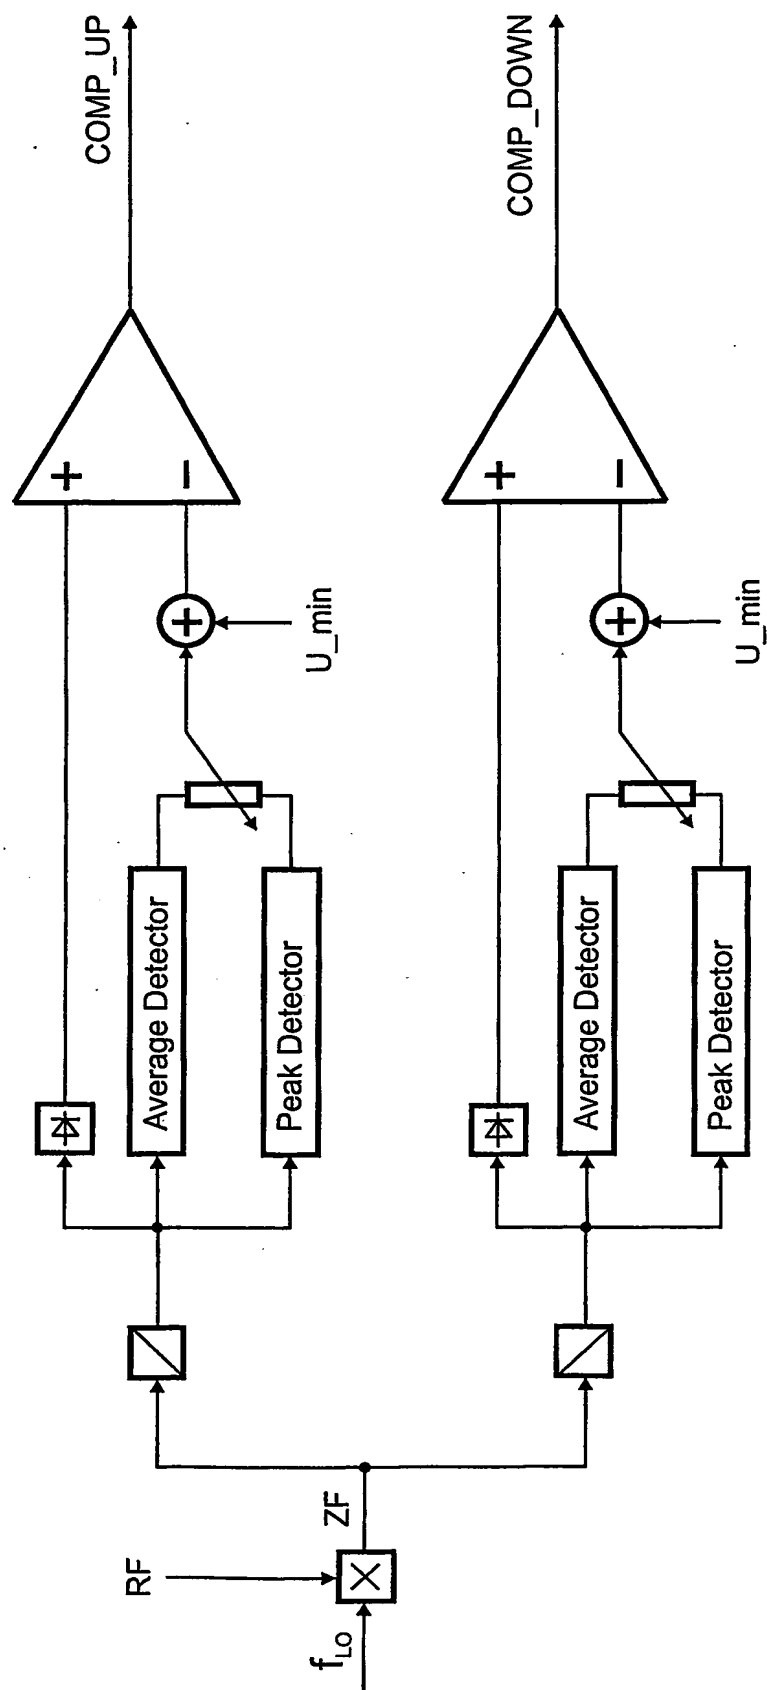 f_LO
RF
ZF
Average Detector
Peak Detector
U_min
+
−
+
COMP_UP
Average Detector
Peak Detector
U_min
+
−
+
COMP_DOWN